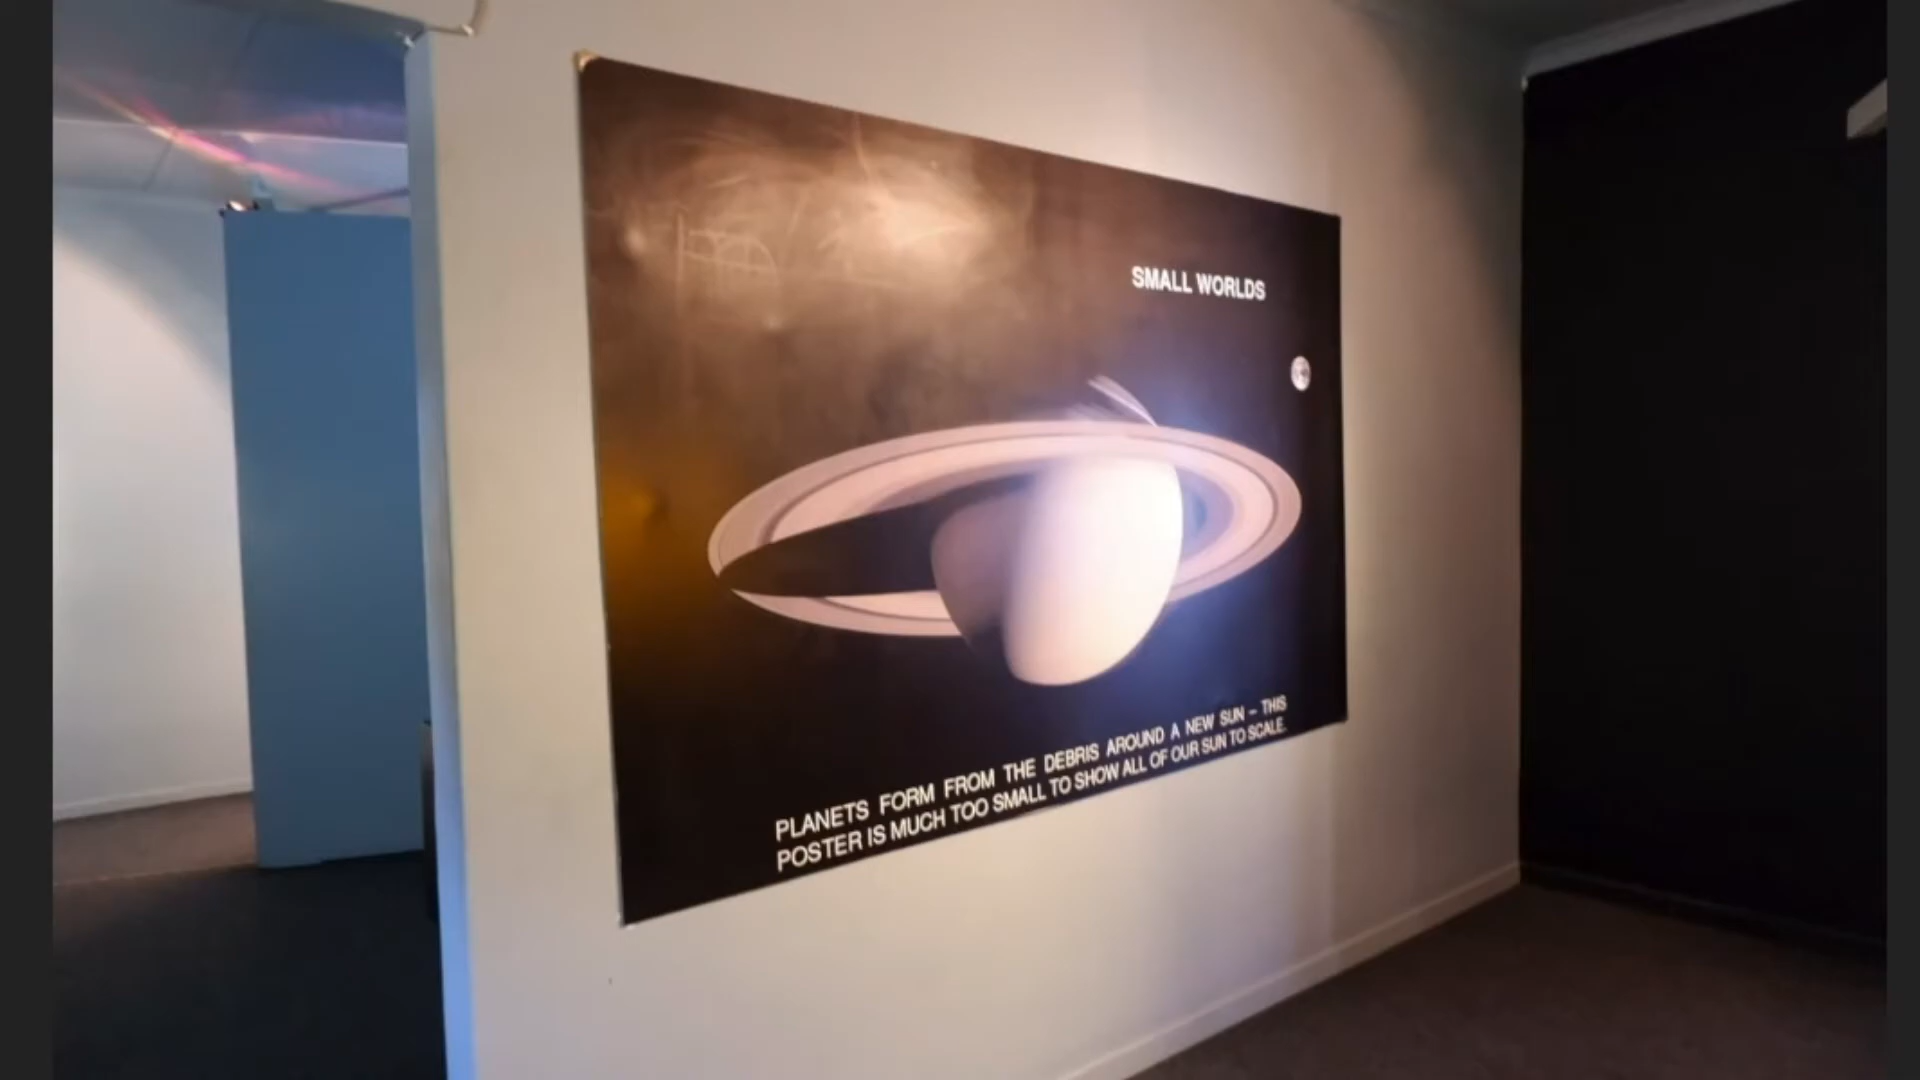 SMALL WORLDS
PLANETS FORM FROM THE DEBRIS AROUND A NEW SUN – THIS
POSTER IS MUCH TOO SMALL TO SHOW ALL OF OUR SUN TO SCALE.